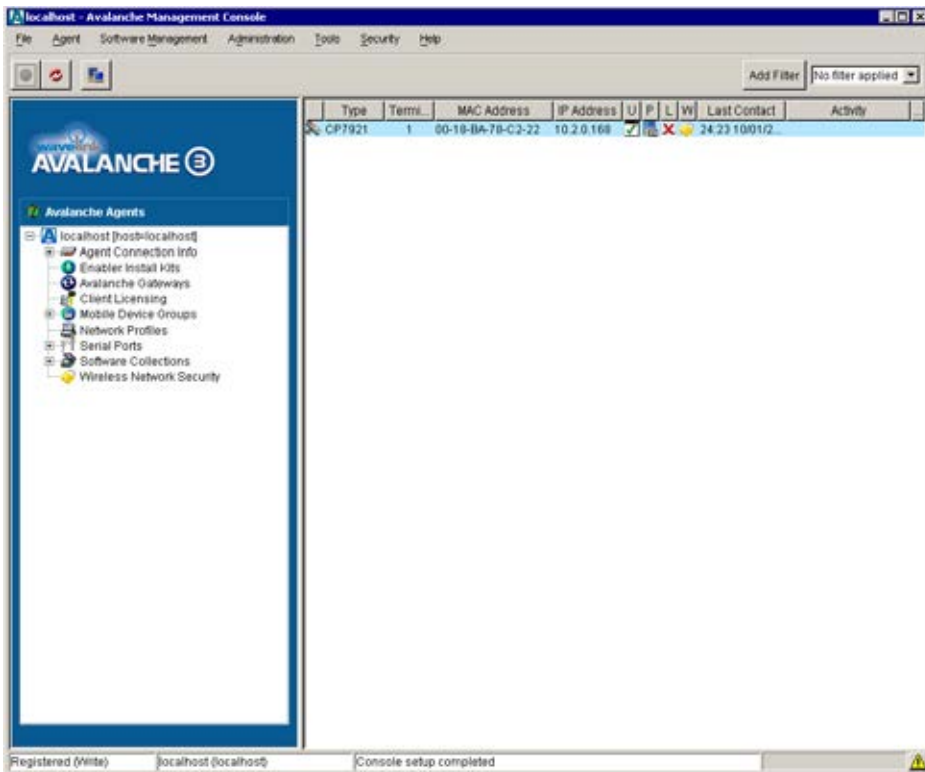 localhost - Avalanche Management Console
File Agent Software Management Administration Tools Security Help
Add Filter No filter applied
Type Termi... MAC Address IP Address U P L W Last Contact Activity ...
CP7921 1 00-18-BA-78-C2-22 10.2.0.168 24:23 10/01/2...
wavelink
AVALANCHE 3
Avalanche Agents
localhost [host=localhost]
Agent Connection Info
Enabler Install Kits
Avalanche Gateways
Client Licensing
Mobile Device Groups
Network Profiles
Serial Ports
Software Collections
Wireless Network Security
Registered (Write) localhost (localhost) Console setup completed